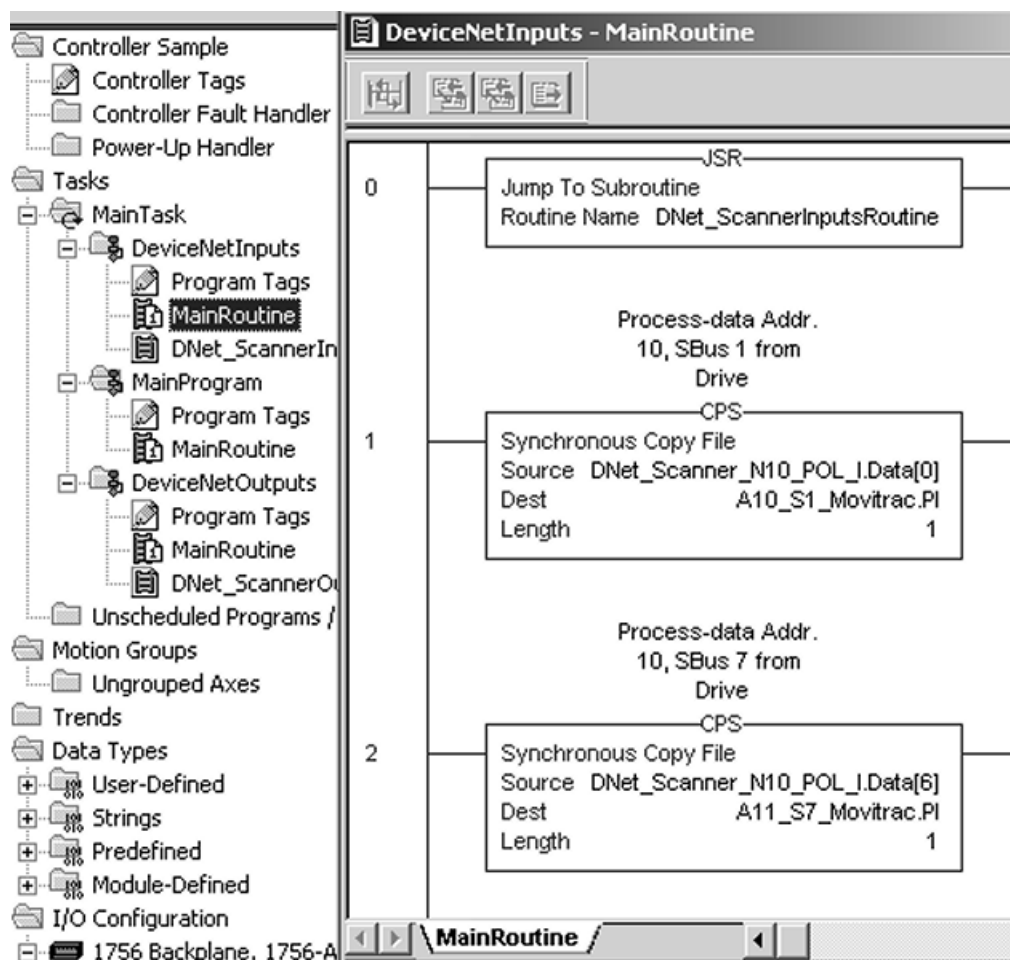 Controller Sample
Controller Tags
Controller Fault Handler
Power-Up Handler
Tasks
MainTask
DeviceNetInputs
Program Tags
MainRoutine
DNet_ScannerIn
MainProgram
Program Tags
MainRoutine
DeviceNetOutputs
Program Tags
MainRoutine
DNet_ScannerOu
Unscheduled Programs /
Motion Groups
Ungrouped Axes
Trends
Data Types
User-Defined
Strings
Predefined
Module-Defined
I/O Configuration
1756 Backplane, 1756-A
DeviceNetInputs - MainRoutine
0
JSR
Jump To Subroutine
Routine Name DNet_ScannerInputsRoutine
Process-data Addr.
10, SBus 1 from
Drive
1
CPS
Synchronous Copy File
Source DNet_Scanner_N10_POL_I.Data[0]
Dest A10_S1_Movitrac.PI
Length 1
Process-data Addr.
10, SBus 7 from
Drive
2
CPS
Synchronous Copy File
Source DNet_Scanner_N10_POL_I.Data[6]
Dest A11_S7_Movitrac.PI
Length 1
MainRoutine